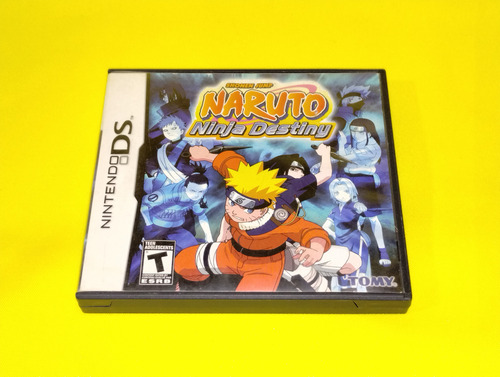 SHONEN JUMP
NARUTO
Ninja Destiny
NINTENDO DS
TEEN
ADOLESCENTS
T
ESRB
TOMY